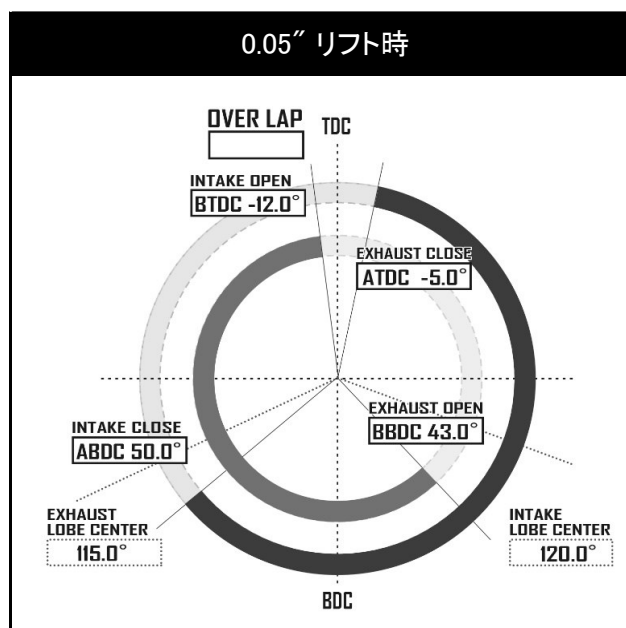 0.05″ リフト時
OVER LAP
TDC
INTAKE OPEN
BTDC -12.0°
EXHAUST CLOSE
ATDC -5.0°
EXHAUST OPEN
BBDC 43.0°
INTAKE CLOSE
ABDC 50.0°
EXHAUST
LOBE CENTER
115.0°
INTAKE
LOBE CENTER
120.0°
BDC